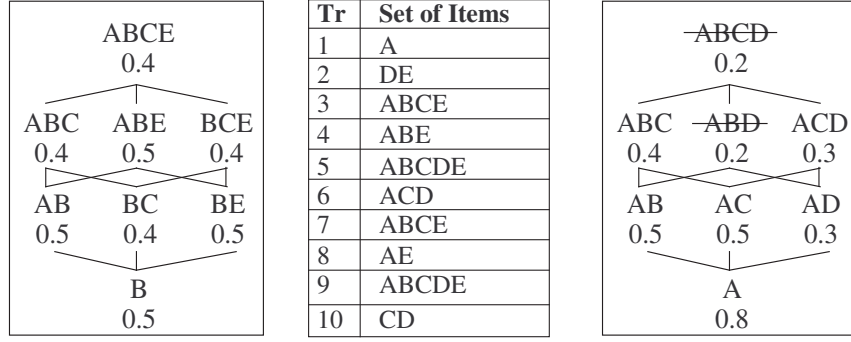 ABCE
0.4
ABC ABE BCE
0.4 0.5 0.4
AB BC BE
0.5 0.4 0.5
B
0.5
Tr Set of Items
1 A
2 DE
3 ABCE
4 ABE
5 ABCDE
6 ACD
7 ABCE
8 AE
9 ABCDE
10 CD
ABCD
0.2
ABC ABD ACD
0.4 0.2 0.3
AB AC AD
0.5 0.5 0.3
A
0.8